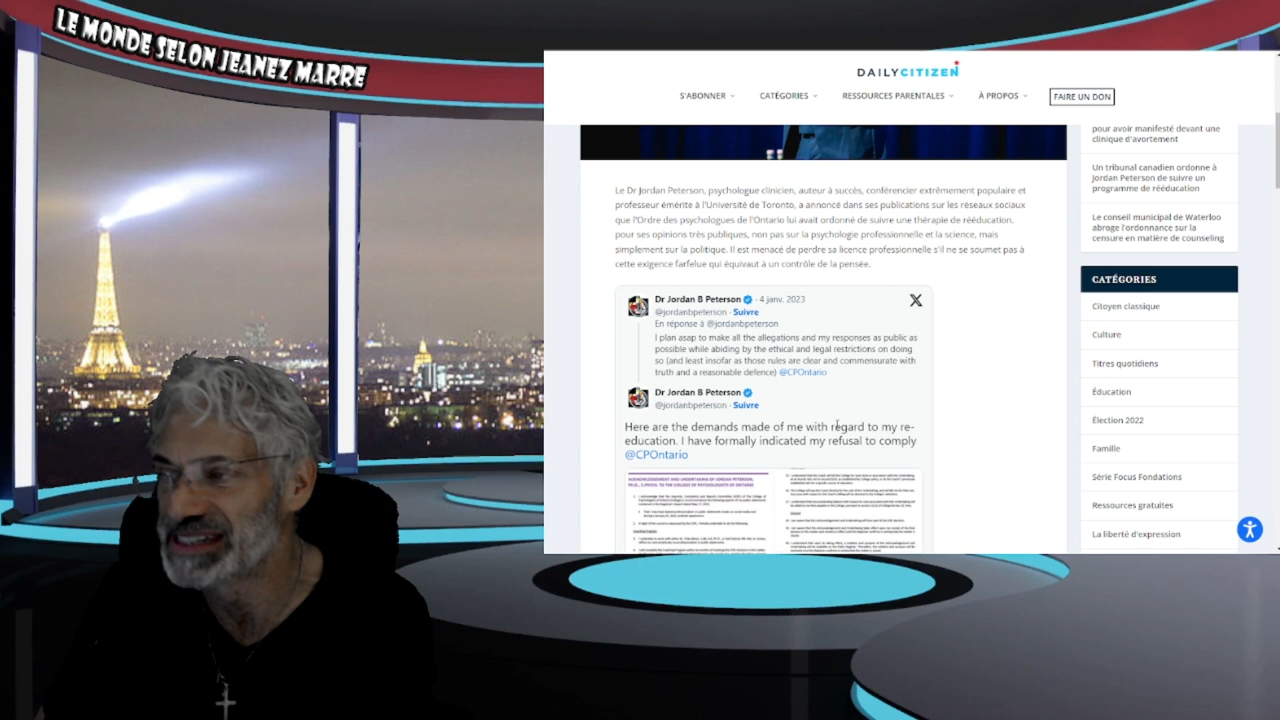 LE MONDE SELON JEANEZ MARRE
DAILYCITIZEN
S'ABONNER
CATÉGORIES
RESSOURCES PARENTALES
À PROPOS
FAIRE UN DON
Le Dr Jordan Peterson, psychologue clinicien, auteur à succès, conférencier extrêmement populaire et
professeur émérite à l'Université de Toronto, a annoncé dans ses publications sur les réseaux sociaux
que l'Ordre des psychologues de l'Ontario lui avait ordonné de suivre une thérapie de rééducation.
pour ses opinions très publiques, non pas sur la psychologie professionnelle et la science, mais
simplement sur la politique. Il est menacé de perdre sa licence professionnelle s'il ne se soumet pas à
cette exigence farfelue qui équivaut à un contrôle de la pensée.
Dr Jordan B Peterson · 4 janv. 2023
@jordanbpeterson · Suivre
En réponse à @jordanbpeterson
I plan asap to make all the allegations and my responses as public as
possible while abiding by the ethical and legal restrictions on doing
so (and least insofar as those rules are clear and commensurate with
truth and a reasonable defence) @CPOntario
Dr Jordan B Peterson
@jordanbpeterson · Suivre
Here are the demands made of me with regard to my re-
education. I have formally indicated my refusal to comply
@CPOntario
pour avoir manifesté devant une
clinique d'avortement
Un tribunal canadien ordonne à
Jordan Peterson de suivre un
programme de rééducation
Le conseil municipal de Waterloo
abroge l'ordonnance sur la
censure en matière de counseling
CATÉGORIES
Citoyen classique
Culture
Titres quotidiens
Éducation
Élection 2022
Famille
Série Focus Fondations
Ressources gratuites
La liberté d'expression